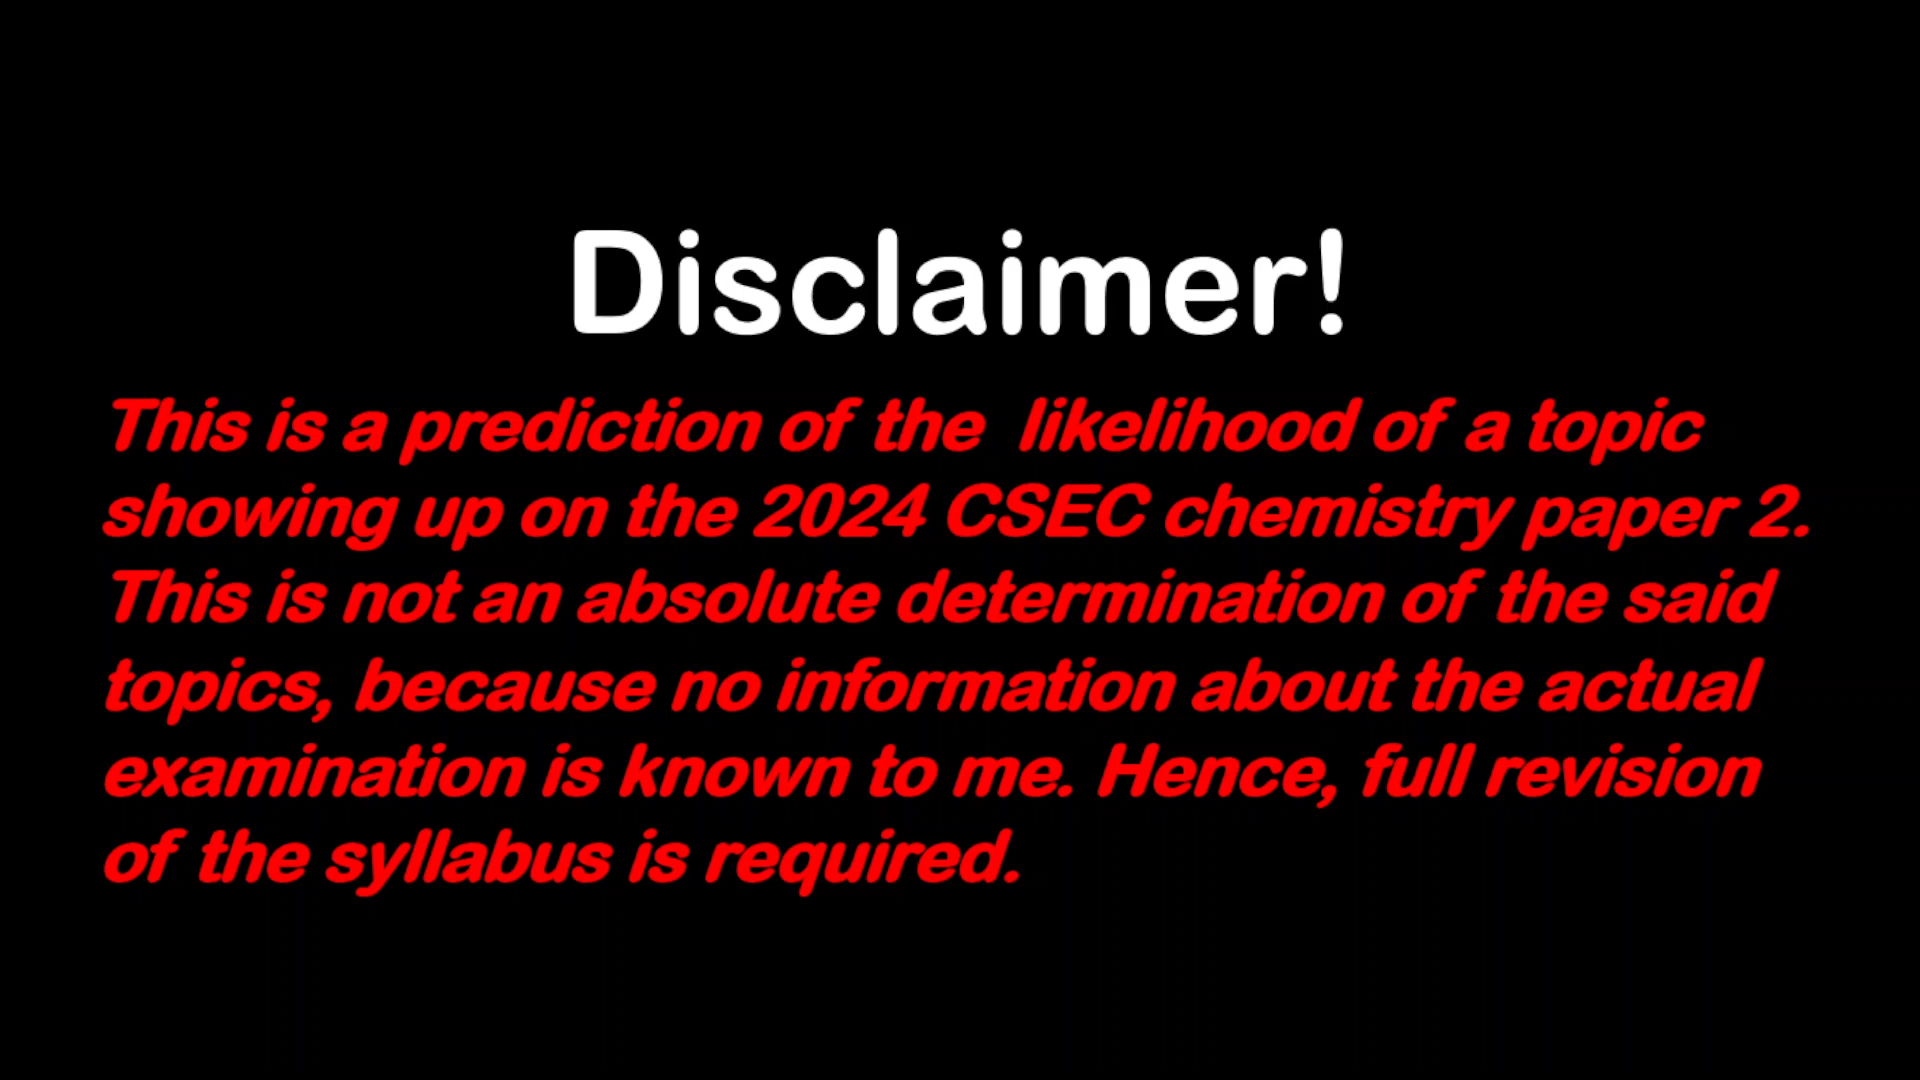 Disclaimer!
This is a prediction of the likelihood of a topic
showing up on the 2024 CSEC chemistry paper 2.
This is not an absolute determination of the said
topics, because no information about the actual
examination is known to me. Hence, full revision
of the syllabus is required.